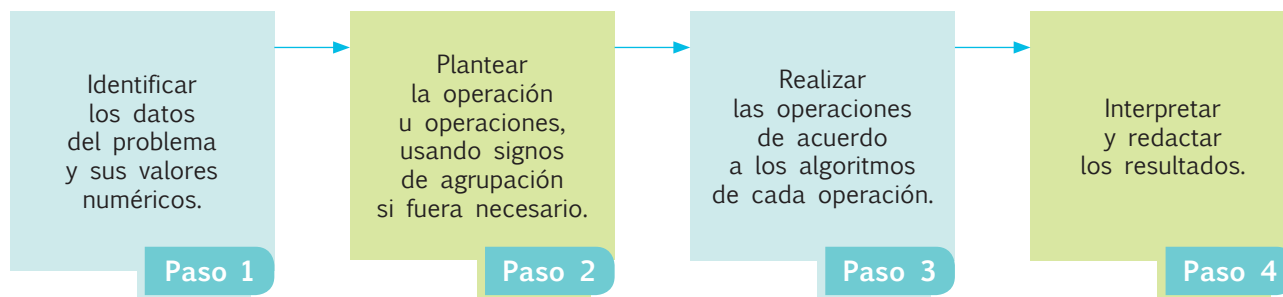 Identificar
los datos
del problema
y sus valores
numéricos.
Paso 1
Plantear
la operación
u operaciones,
usando signos
de agrupación
si fuera necesario.
Paso 2
Realizar
las operaciones
de acuerdo
a los algoritmos
de cada operación.
Paso 3
Interpretar
y redactar
los resultados.
Paso 4